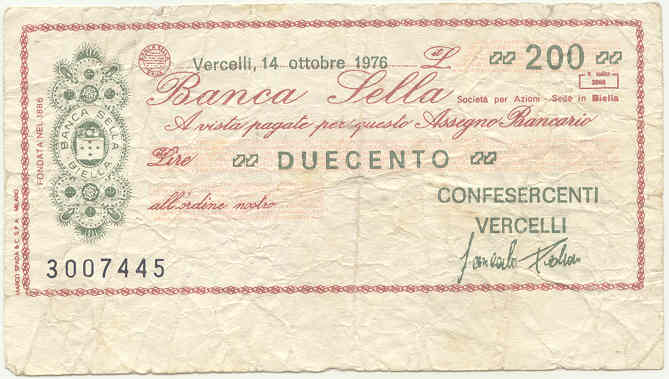 Vercelli, 14 ottobre 1976 £ 200
Banca Sella Società per Azioni - Sede in Biella
A vista pagate per questo Assegno Bancario
Lire DUECENTO
all'ordine nostro
CONFESERCENTI
VERCELLI
3007445
FONDATA NEL 1886
BANCA SELLA
BIELLA